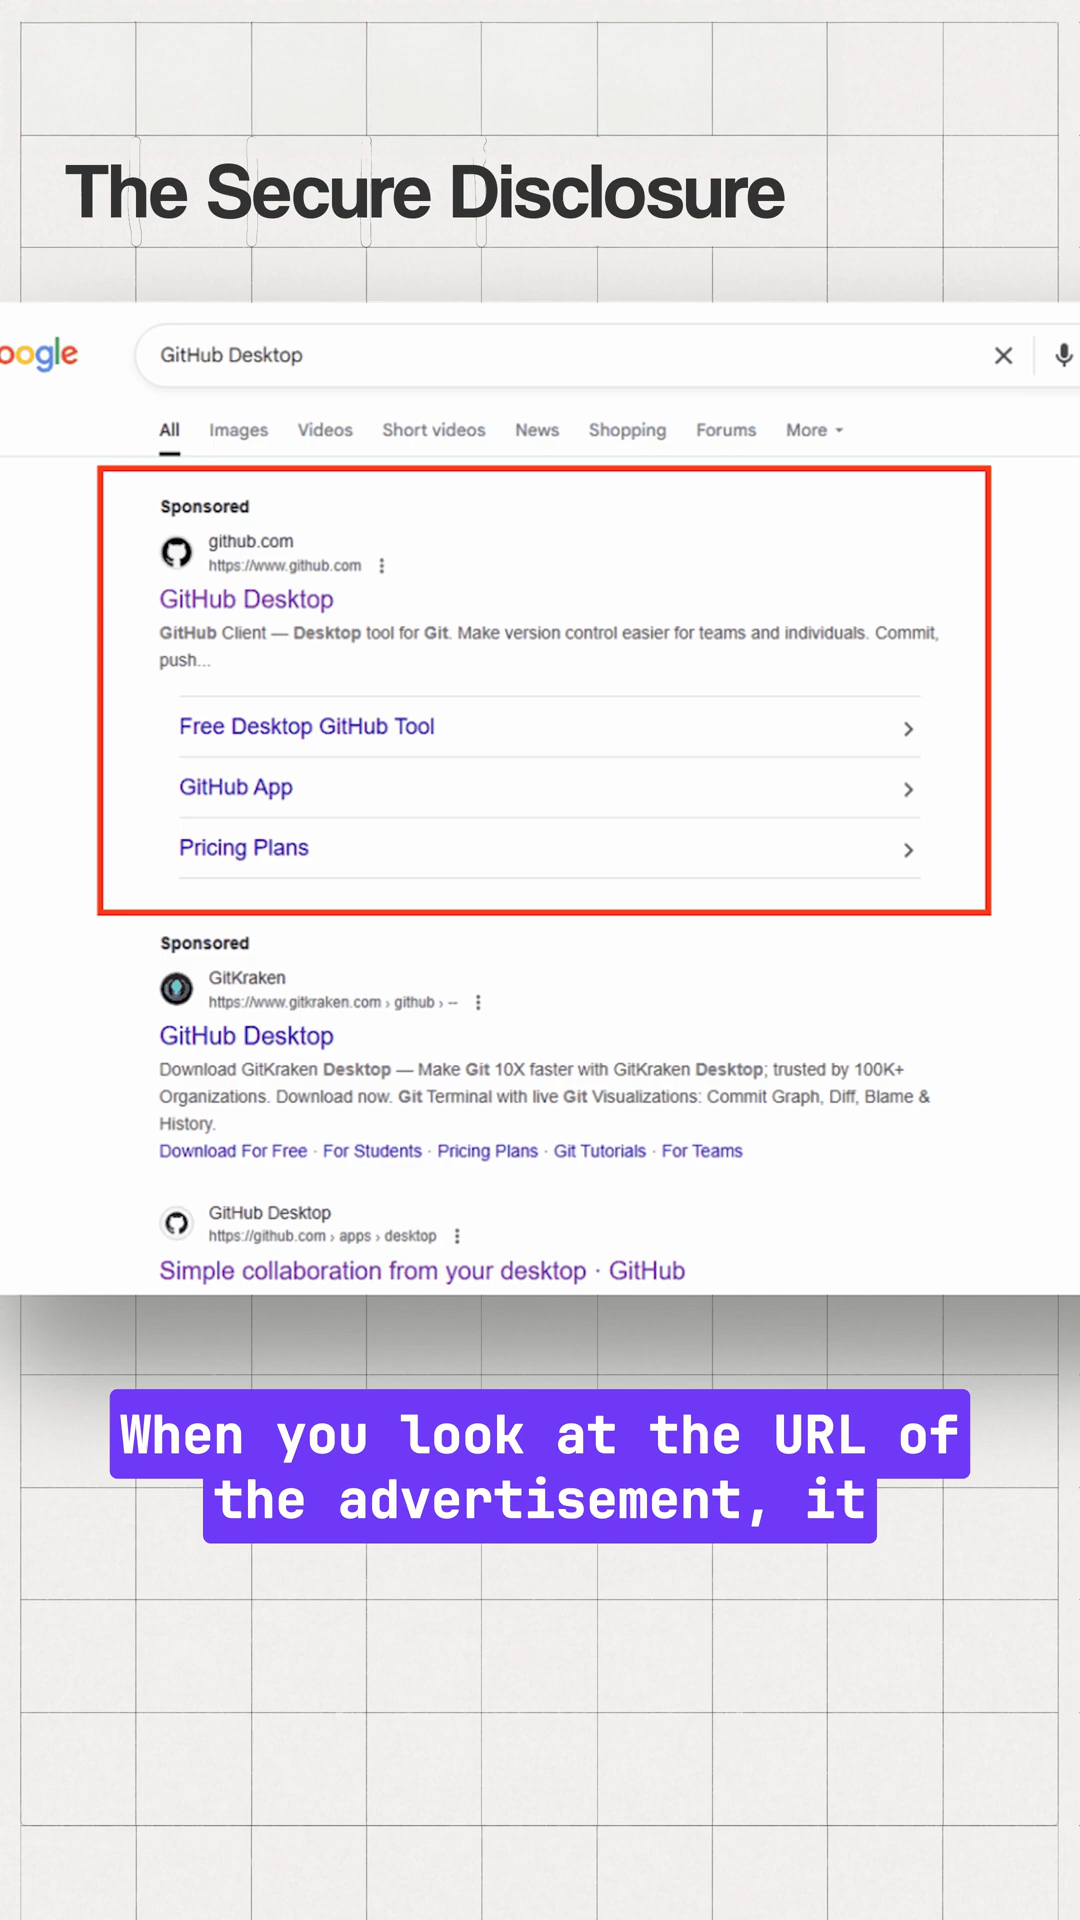 The Secure Disclosure
oogle
GitHub Desktop
All Images Videos Short videos News Shopping Forums More
Sponsored
github.com
https://www.github.com
GitHub Desktop
GitHub Client — Desktop tool for Git. Make version control easier for teams and individuals. Commit,
push...
Free Desktop GitHub Tool
GitHub App
Pricing Plans
Sponsored
GitKraken
https://www.gitkraken.com › github › --
GitHub Desktop
Download GitKraken Desktop — Make Git 10X faster with GitKraken Desktop; trusted by 100K+
Organizations. Download now. Git Terminal with live Git Visualizations: Commit Graph, Diff, Blame &
History.
Download For Free · For Students · Pricing Plans · Git Tutorials · For Teams
GitHub Desktop
https://github.com › apps › desktop
Simple collaboration from your desktop · GitHub
When you look at the URL of
the advertisement, it